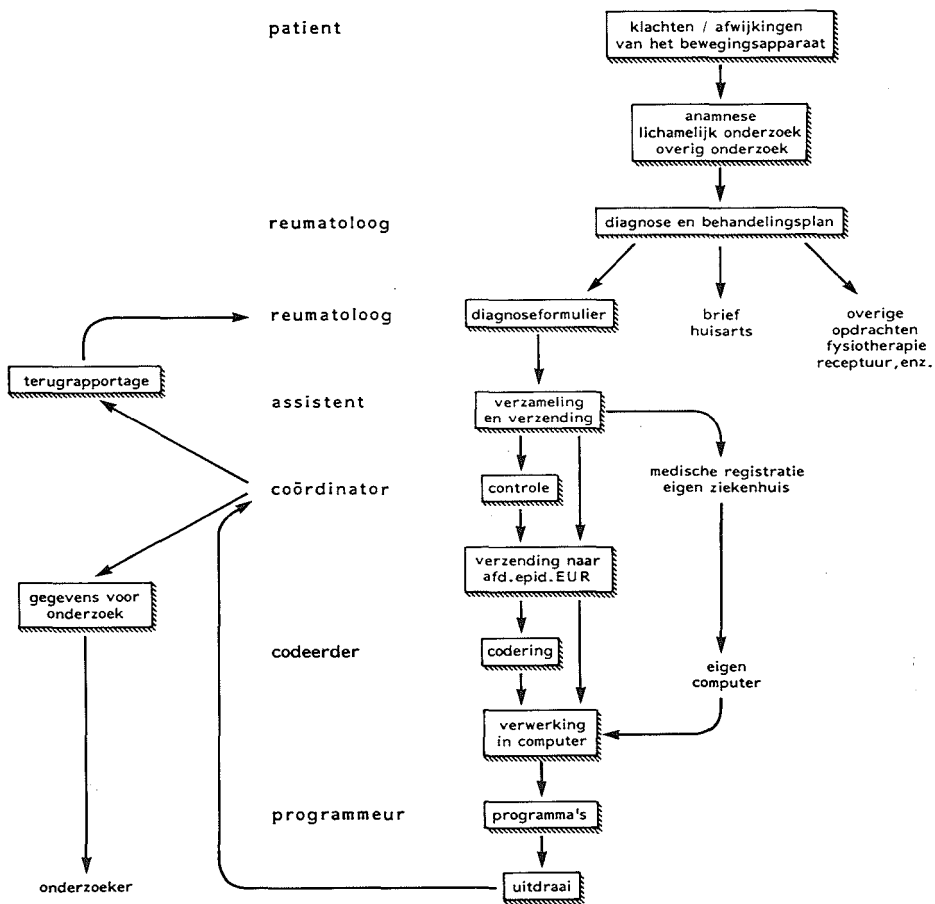 patient
klachten / afwijkingen
van het bewegingsapparaat
anamnese
lichamelijk onderzoek
overig onderzoek
reumatoloog
diagnose en behandelingsplan
reumatoloog
diagnoseformulier
brief
huisarts
overige
opdrachten
fysiotherapie
receptuur, enz.
terugrapportage
assistent
verzameling
en verzending
medische registratie
eigen ziekenhuis
coördinator
controle
verzending naar
afd.epid.EUR
gegevens voor
onderzoek
codeerder
codering
eigen
computer
verwerking
in computer
programmeur
programma's
onderzoeker
uitdraai